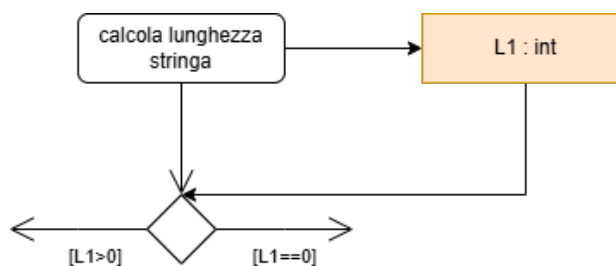 calcola lunghezza
stringa
L1 : int
[L1>0]
[L1==0]